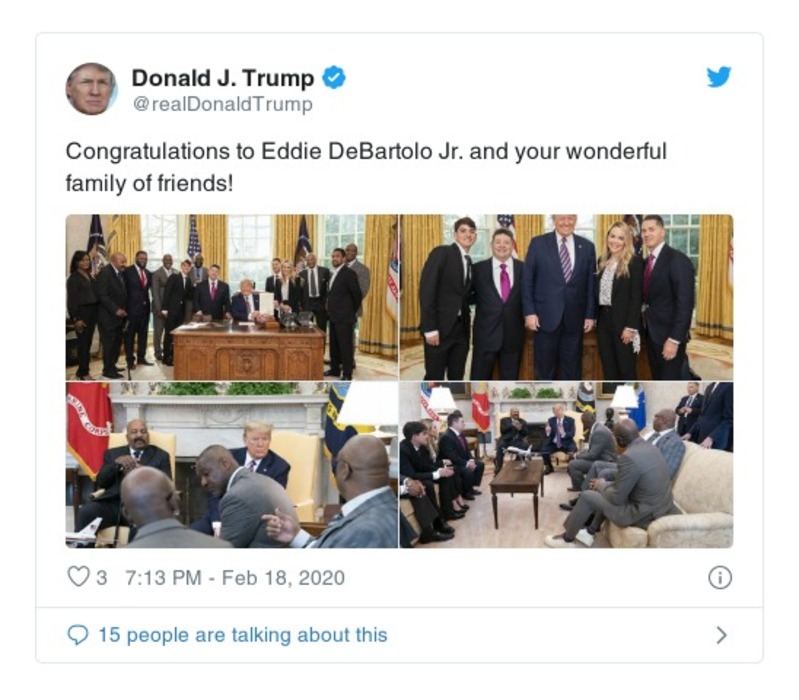 Donald J. Trump
@realDonaldTrump
Congratulations to Eddie DeBartolo Jr. and your wonderful
family of friends!
3 7:13 PM - Feb 18, 2020
15 people are talking about this